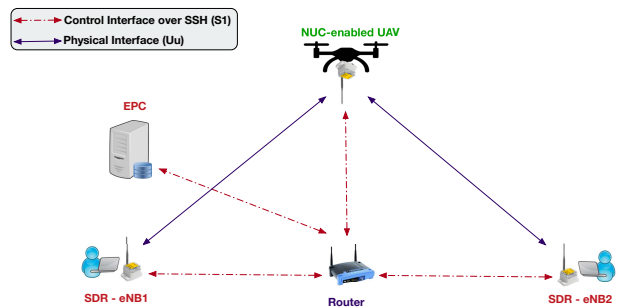 Control Interface over SSH (S1)
Physical Interface (Uu)
NUC-enabled UAV
EPC
SDR - eNB1
Router
SDR - eNB2